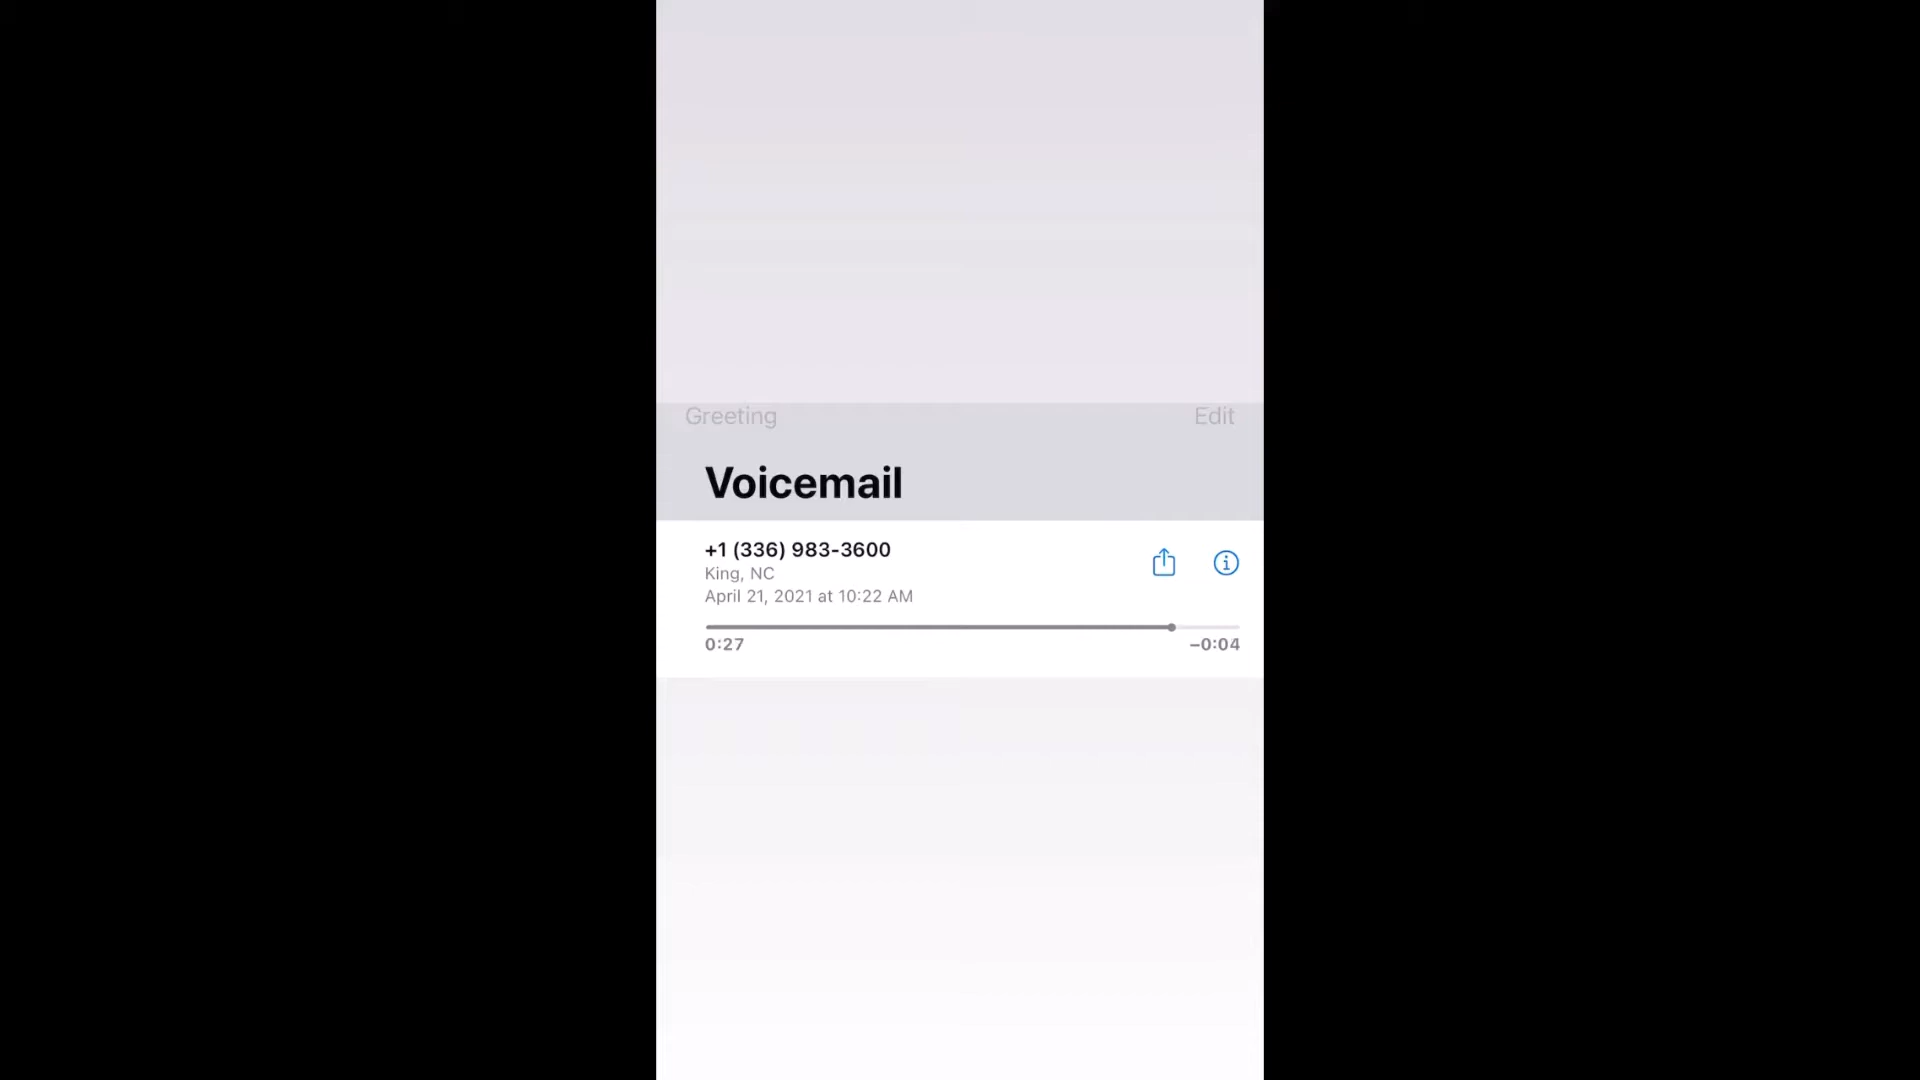 Greeting Edit
Voicemail
+1 (336) 983-3600
King, NC
April 21, 2021 at 10:22 AM
0:27 −0:04